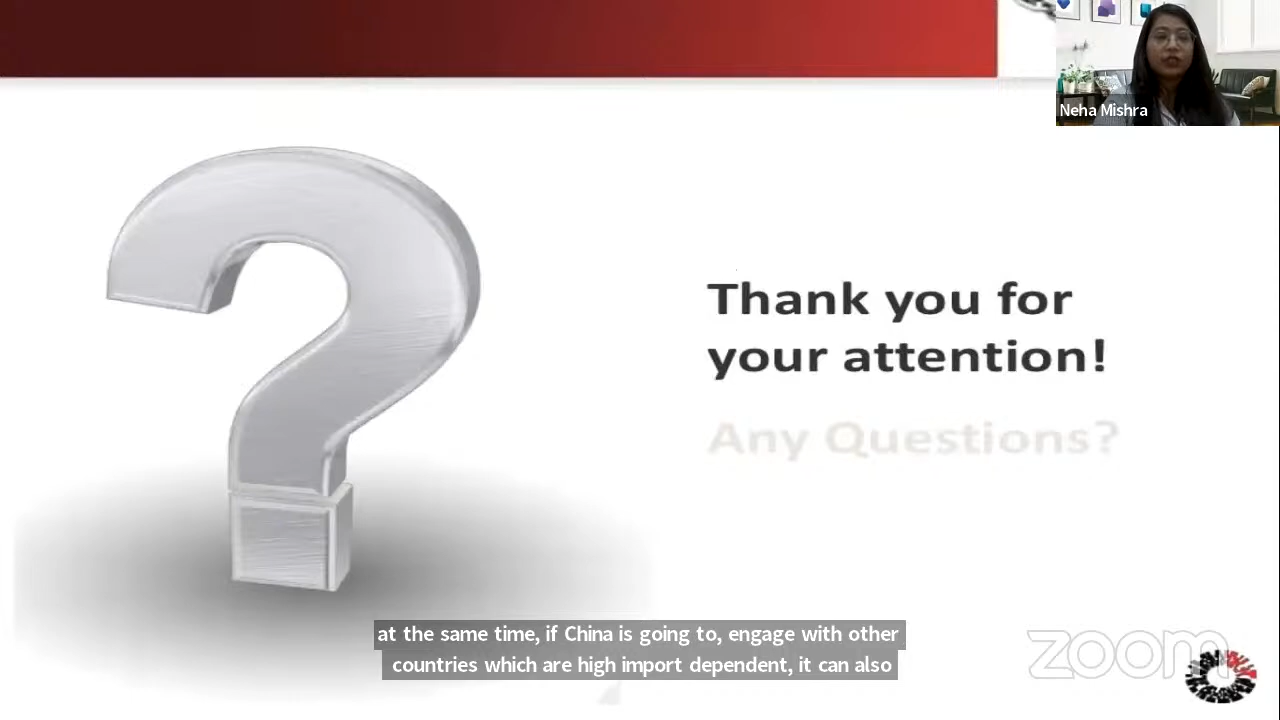 Neha Mishra
Thank you for
your attention!
Any Questions?
at the same time, if China is going to, engage with other
countries which are high import dependent, it can also
zoom